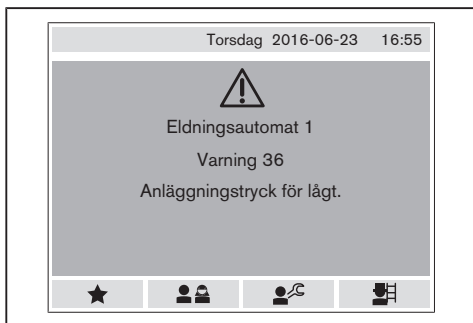 Torsdag 2016-06-23 16:55
Eldningsautomat 1
Varning 36
Anläggningstryck för lågt.